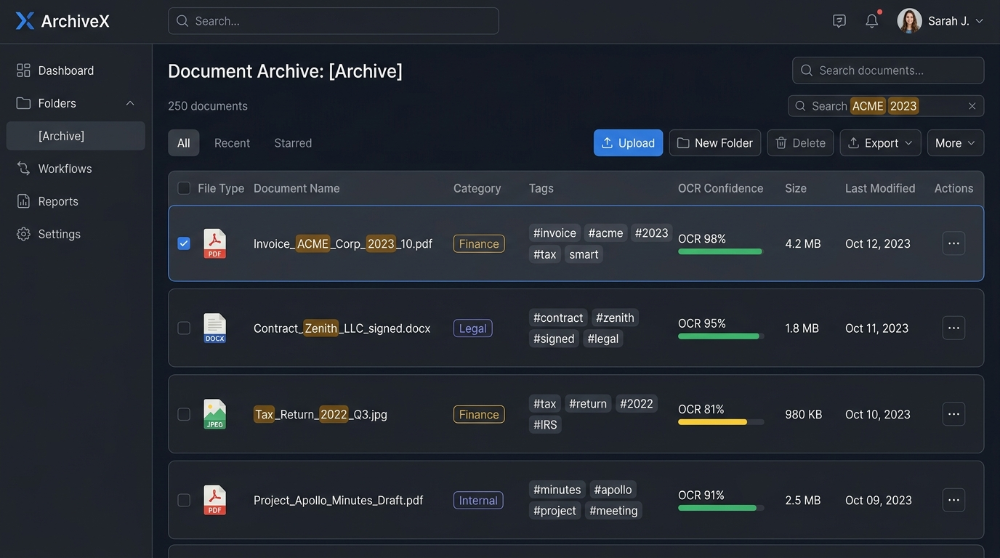 ArchiveX
Search...
Sarah J.
Dashboard
Folders
[Archive]
Workflows
Reports
Settings
Document Archive: [Archive]
Search documents...
250 documents
Search ACME 2023
All Recent Starred
Upload New Folder Delete Export More
File Type Document Name Category Tags OCR Confidence Size Last Modified Actions
PDF
Invoice_ACME_Corp_2023_10.pdf
Finance
#invoice #acme #2023
#tax smart
OCR 98%
4.2 MB
Oct 12, 2023
DOCX
Contract_Zenith_LLC_signed.docx
Legal
#contract #zenith
#signed #legal
OCR 95%
1.8 MB
Oct 11, 2023
JPEG
Tax_Return_2022_Q3.jpg
Finance
#tax #return #2022
#IRS
OCR 81%
980 KB
Oct 10, 2023
PDF
Project_Apollo_Minutes_Draft.pdf
Internal
#minutes #apollo
#project #meeting
OCR 91%
2.5 MB
Oct 09, 2023